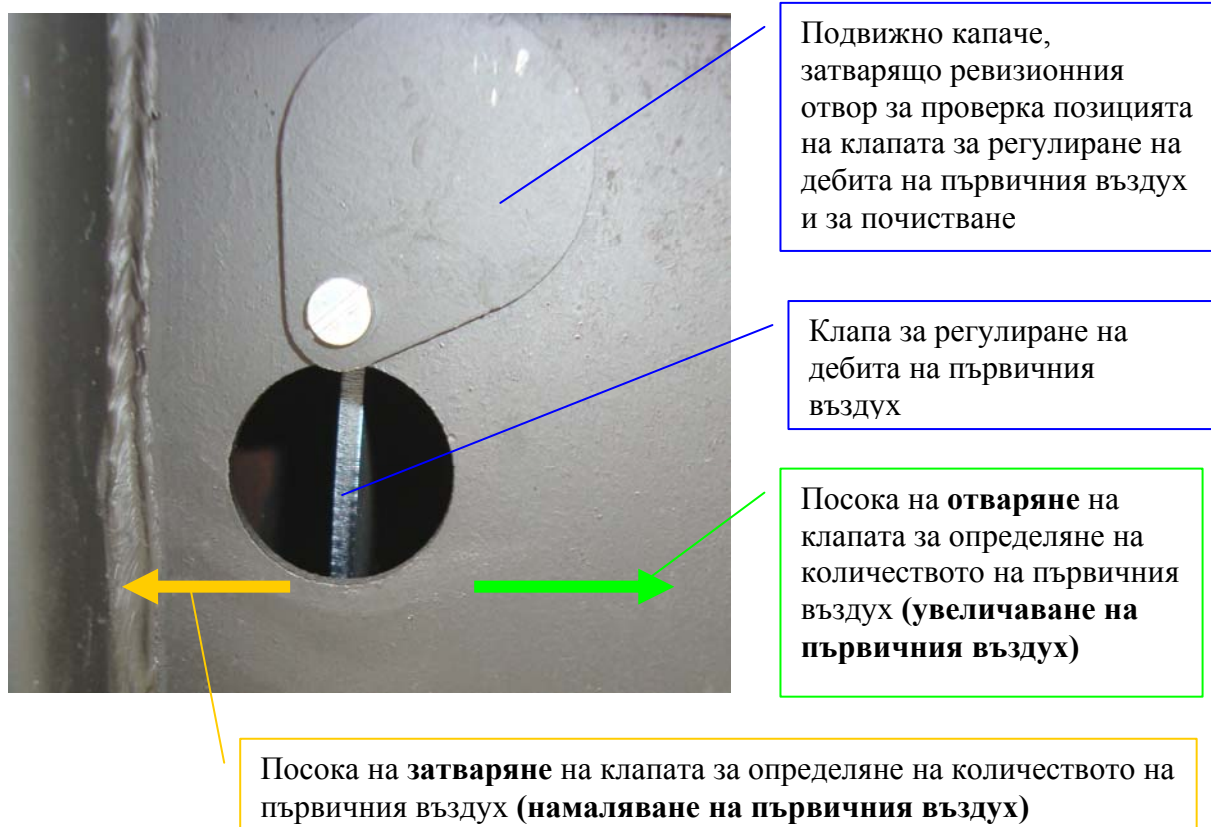 Подвижно капаче,
затварящо ревизионния
отвор за проверка позицията
на клапата за регулиране на
дебита на първичния въздух
и за почистване
Клапа за регулиране на
дебита на първичния
въздух
Посока на отваряне на
клапата за определяне на
количеството на първичния
въздух (увеличаване на
първичния въздух)
Посока на затваряне на клапата за определяне на количеството на
първичния въздух (намаляване на първичния въздух)